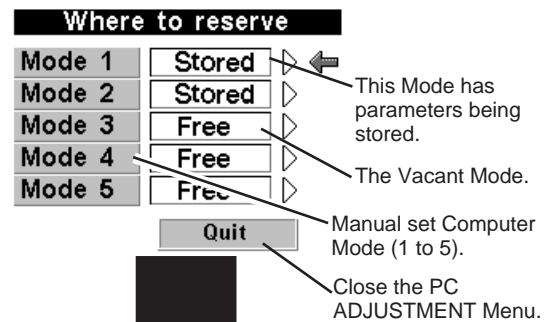 Where to reserve
Mode 1 Stored
This Mode has
parameters being
stored.
Mode 2 Stored
Mode 3 Free
The Vacant Mode.
Mode 4 Free
Manual set Computer
Mode (1 to 5).
Mode 5 Free
Quit
Close the PC
ADJUSTMENT Menu.